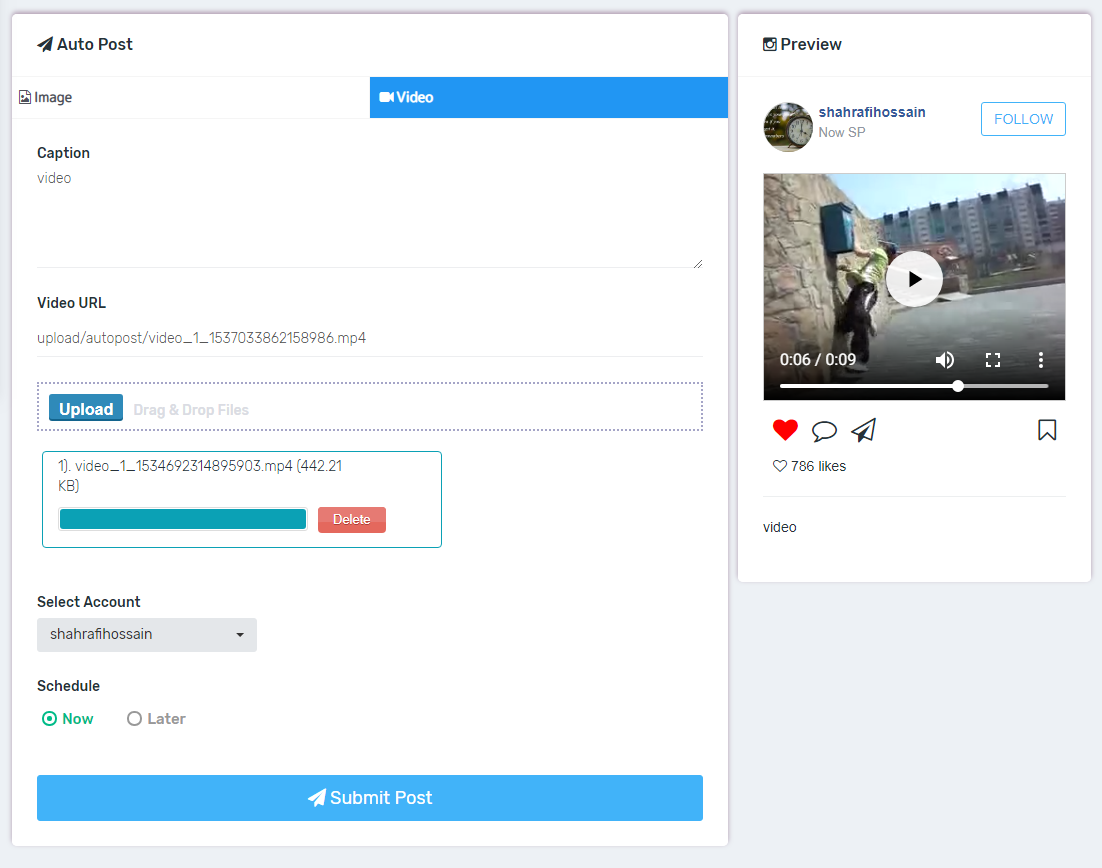 Auto Post
Image
Video
Caption
video
Video URL
upload/autopost/video_1_1537033862158986.mp4
Upload
Drag & Drop Files
1). video_1_1534692314895903.mp4 (442.21
KB)
Delete
Select Account
shahrafihossain
Schedule
Now
Later
Submit Post
Preview
shahrafihossain
Now SP
FOLLOW
0:06 / 0:09
786 likes
video